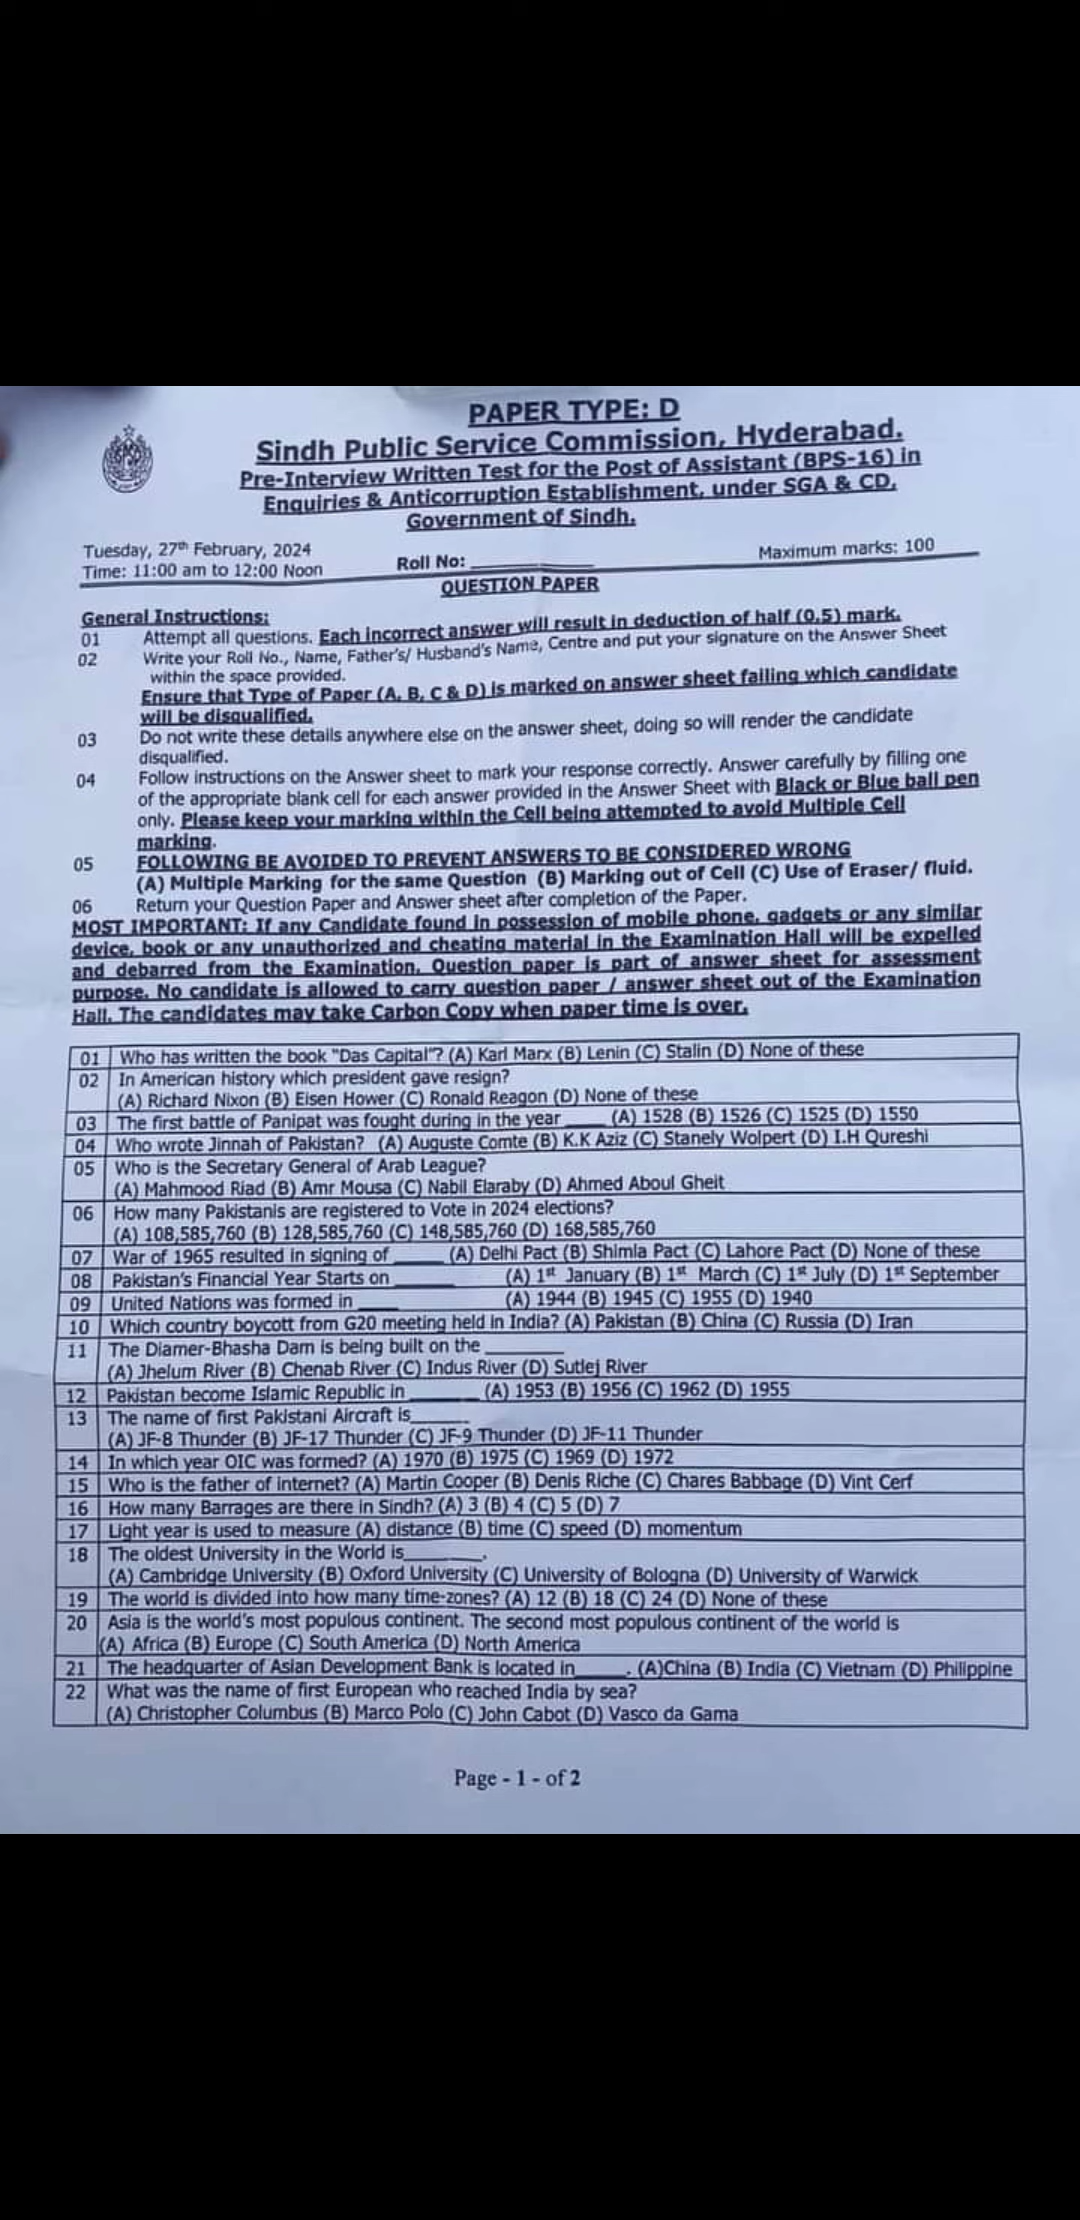 PAPER TYPE: D
Sindh Public Service Commission, Hyderabad.
Pre-Interview Written Test for the Post of Assistant (BPS-16) in
Enquiries & Anticorruption Establishment, under SGA & CD,
Government of Sindh.
Tuesday, 27th February, 2024
Time: 11:00 am to 12:00 Noon
Roll No: ____________
Maximum marks: 100
QUESTION PAPER
General Instructions:
01 Attempt all questions. Each incorrect answer will result in deduction of half (0.5) mark.
02 Write your Roll No., Name, Father's/ Husband's Name, Centre and put your signature on the Answer Sheet
within the space provided.
Ensure that Type of Paper (A, B, C & D) is marked on answer sheet failing which candidate
will be disqualified.
03 Do not write these details anywhere else on the answer sheet, doing so will render the candidate
disqualified.
04 Follow instructions on the Answer sheet to mark your response correctly. Answer carefully by filling one
of the appropriate blank cell for each answer provided in the Answer Sheet with Black or Blue ball pen
only. Please keep your marking within the Cell being attempted to avoid Multiple Cell
marking.
05 FOLLOWING BE AVOIDED TO PREVENT ANSWERS TO BE CONSIDERED WRONG
(A) Multiple Marking for the same Question (B) Marking out of Cell (C) Use of Eraser/ fluid.
06 Return your Question Paper and Answer sheet after completion of the Paper.
MOST IMPORTANT: If any Candidate found in possession of mobile phone, gadgets or any similar
device, book or any unauthorized and cheating material in the Examination Hall will be expelled
and debarred from the Examination. Question paper is part of answer sheet for assessment
purpose. No candidate is allowed to carry question paper / answer sheet out of the Examination
Hall. The candidates may take Carbon Copy when paper time is over.
01 Who has written the book "Das Capital"? (A) Karl Marx (B) Lenin (C) Stalin (D) None of these
02 In American history which president gave resign?
(A) Richard Nixon (B) Eisen Hower (C) Ronald Reagon (D) None of these
03 The first battle of Panipat was fought during in the year ____ (A) 1528 (B) 1526 (C) 1525 (D) 1550
04 Who wrote Jinnah of Pakistan? (A) Auguste Comte (B) K.K Aziz (C) Stanely Wolpert (D) I.H Qureshi
05 Who is the Secretary General of Arab League?
(A) Mahmood Riad (B) Amr Mousa (C) Nabil Elaraby (D) Ahmed Aboul Gheit
06 How many Pakistanis are registered to Vote in 2024 elections?
(A) 108,585,760 (B) 128,585,760 (C) 148,585,760 (D) 168,585,760
07 War of 1965 resulted in signing of _____ (A) Delhi Pact (B) Shimla Pact (C) Lahore Pact (D) None of these
08 Pakistan's Financial Year Starts on ______ (A) 1st January (B) 1st March (C) 1st July (D) 1st September
09 United Nations was formed in ____ (A) 1944 (B) 1945 (C) 1955 (D) 1940
10 Which country boycott from G20 meeting held in India? (A) Pakistan (B) China (C) Russia (D) Iran
11 The Diamer-Bhasha Dam is being built on the ________
(A) Jhelum River (B) Chenab River (C) Indus River (D) Sutlej River
12 Pakistan become Islamic Republic in _______ (A) 1953 (B) 1956 (C) 1962 (D) 1955
13 The name of first Pakistani Aircraft is______
(A) JF-8 Thunder (B) JF-17 Thunder (C) JF-9 Thunder (D) JF-11 Thunder
14 In which year OIC was formed? (A) 1970 (B) 1975 (C) 1969 (D) 1972
15 Who is the father of internet? (A) Martin Cooper (B) Denis Riche (C) Chares Babbage (D) Vint Cerf
16 How many Barrages are there in Sindh? (A) 3 (B) 4 (C) 5 (D) 7
17 Light year is used to measure (A) distance (B) time (C) speed (D) momentum
18 The oldest University in the World is________.
(A) Cambridge University (B) Oxford University (C) University of Bologna (D) University of Warwick
19 The world is divided into how many time-zones? (A) 12 (B) 18 (C) 24 (D) None of these
20 Asia is the world's most populous continent. The second most populous continent of the world is
(A) Africa (B) Europe (C) South America (D) North America
21 The headquarter of Asian Development Bank is located in_____. (A)China (B) India (C) Vietnam (D) Philippine
22 What was the name of first European who reached India by sea?
(A) Christopher Columbus (B) Marco Polo (C) John Cabot (D) Vasco da Gama
Page - 1 - of 2